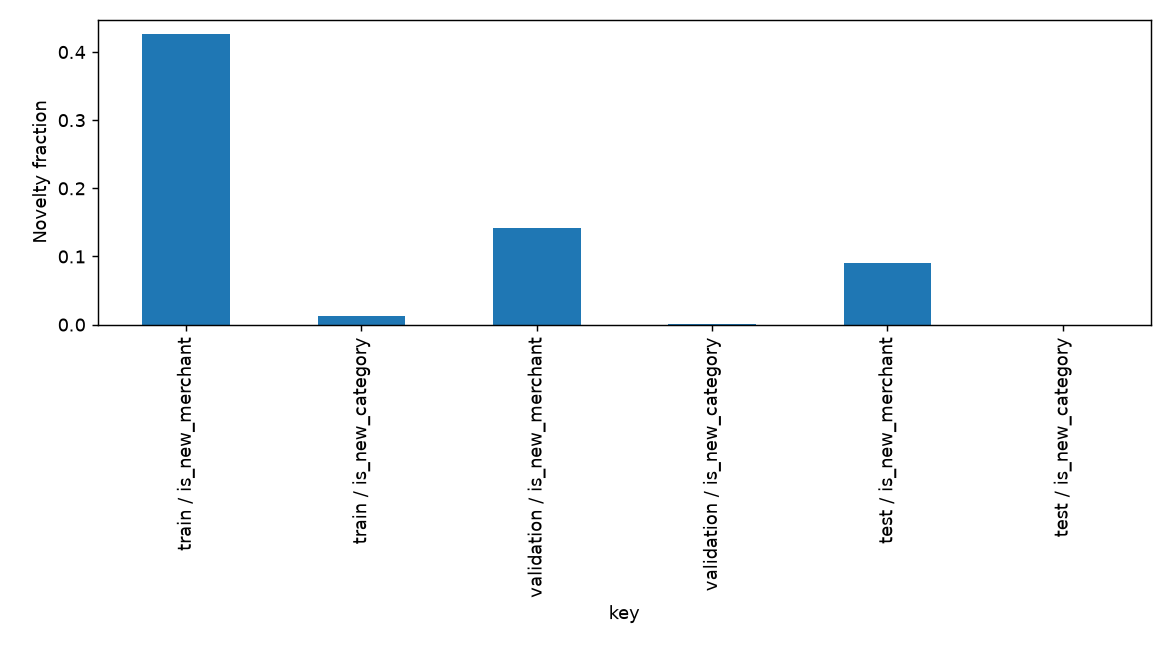 Novelty fraction
0.4
0.3
0.2
0.1
0.0
train / is_new_merchant
train / is_new_category
validation / is_new_merchant
validation / is_new_category
test / is_new_merchant
test / is_new_category
key